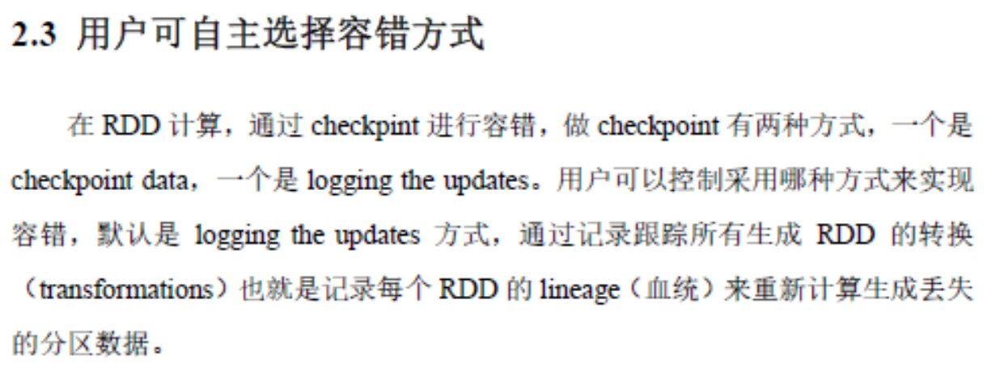 2.3 用户可自主选择容错方式
在 RDD 计算，通过 checkpint 进行容错，做 checkpoint 有两种方式，一个是
checkpoint data，一个是 logging the updates。用户可以控制采用哪种方式来实现
容错，默认是 logging the updates 方式，通过记录跟踪所有生成 RDD 的转换
（transformations）也就是记录每个 RDD 的 lineage（血统）来重新计算生成丢失
的分区数据。